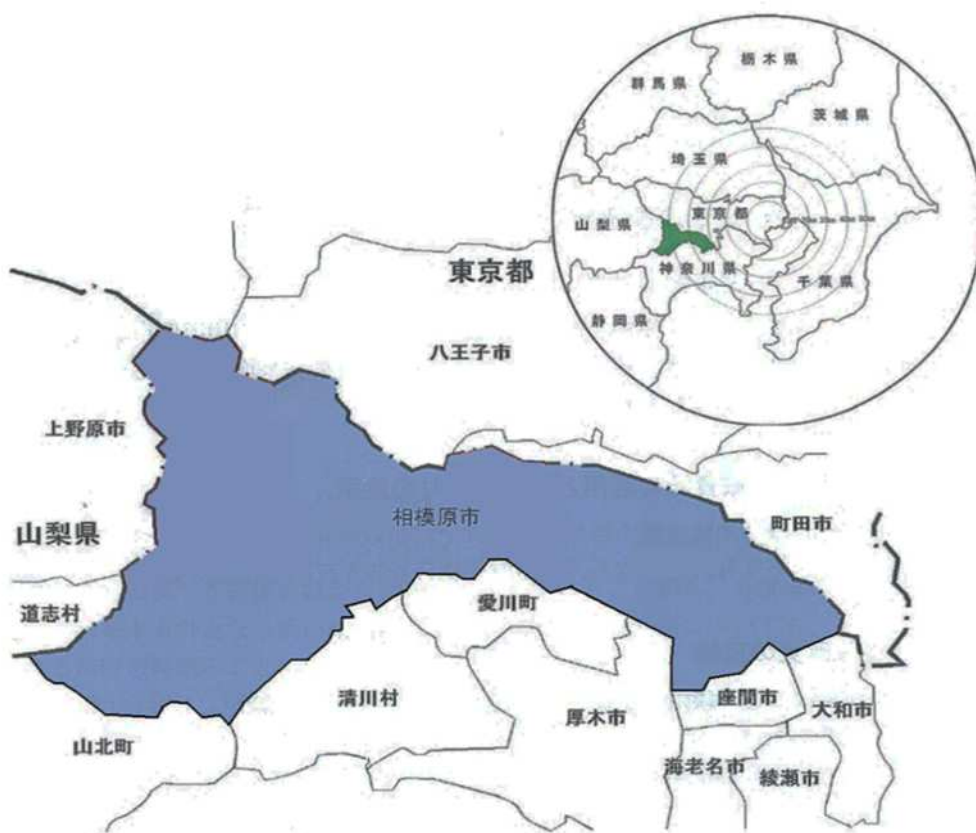 栃木県
群馬県
茨城県
埼玉県
東京都
山梨県
神奈川県
千葉県
静岡県
東京都
八王子市
上野原市
相模原市
町田市
山梨県
道志村
愛川町
清川村
座間市
厚木市
大和市
山北町
海老名市
綾瀬市